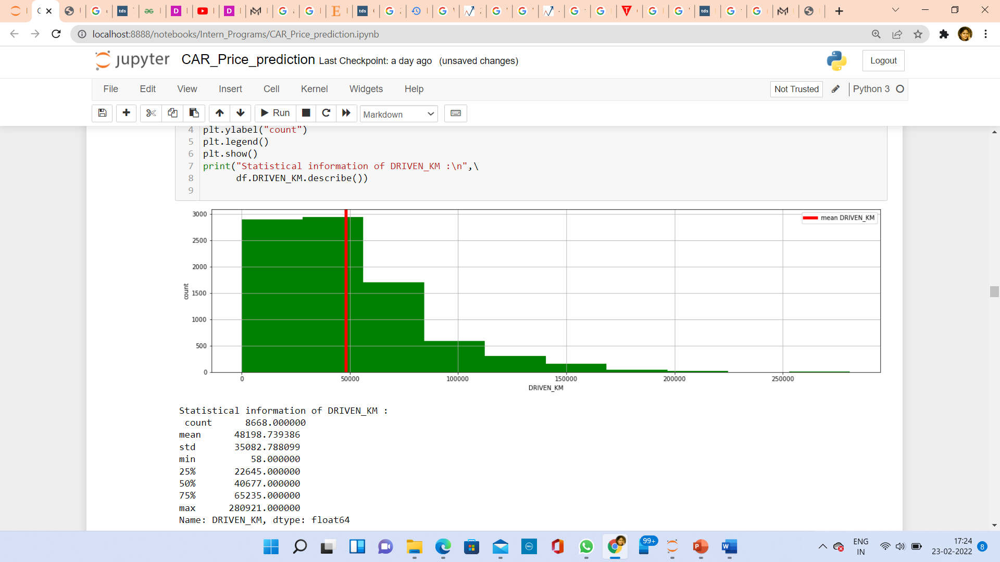 tds
D
D
tds
tds
localhost:8888/notebooks/Intern_Programs/CAR_Price_prediction.ipynb
jupyter CAR_Price_prediction Last Checkpoint: a day ago (unsaved changes)
Logout
File Edit View Insert Cell Kernel Widgets Help
Not Trusted Python 3
Run Markdown
4 plt.ylabel("count")
5 plt.legend()
6 plt.show()
7 print("Statistical information of DRIVEN_KM :\n",\
8 df.DRIVEN_KM.describe())
9
mean DRIVEN_KM
3000
2500
2000
1500
1000
500
0
count
0 50000 100000 150000 200000 250000
DRIVEN_KM
Statistical information of DRIVEN_KM :
count 8668.000000
mean 48198.739386
std 35082.788099
min 58.000000
25% 22645.000000
50% 40677.000000
75% 65235.000000
max 280921.000000
Name: DRIVEN_KM, dtype: float64
99+
ENG
IN
17:24
23-02-2022
8